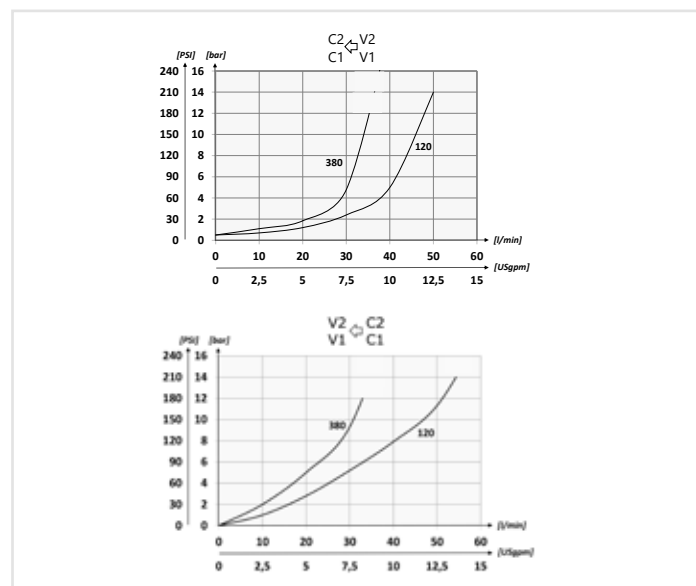 C2 V2
C1 V1
[PSI] [bar]
240 16
210 14
180 12
150 10
120 8
90 6
60 4
30 2
0 0
380
120
0 10 20 30 40 50 60 [l/min]
0 2,5 5 7,5 10 12,5 15 [USgpm]
V2 C2
V1 C1
[PSI] [bar]
240 16
210 14
180 12
150 10
120 8
90 6
60 4
30 2
0 0
380
120
0 10 20 30 40 50 60 [l/min]
0 2,5 5 7,5 10 12,5 15 [USgpm]